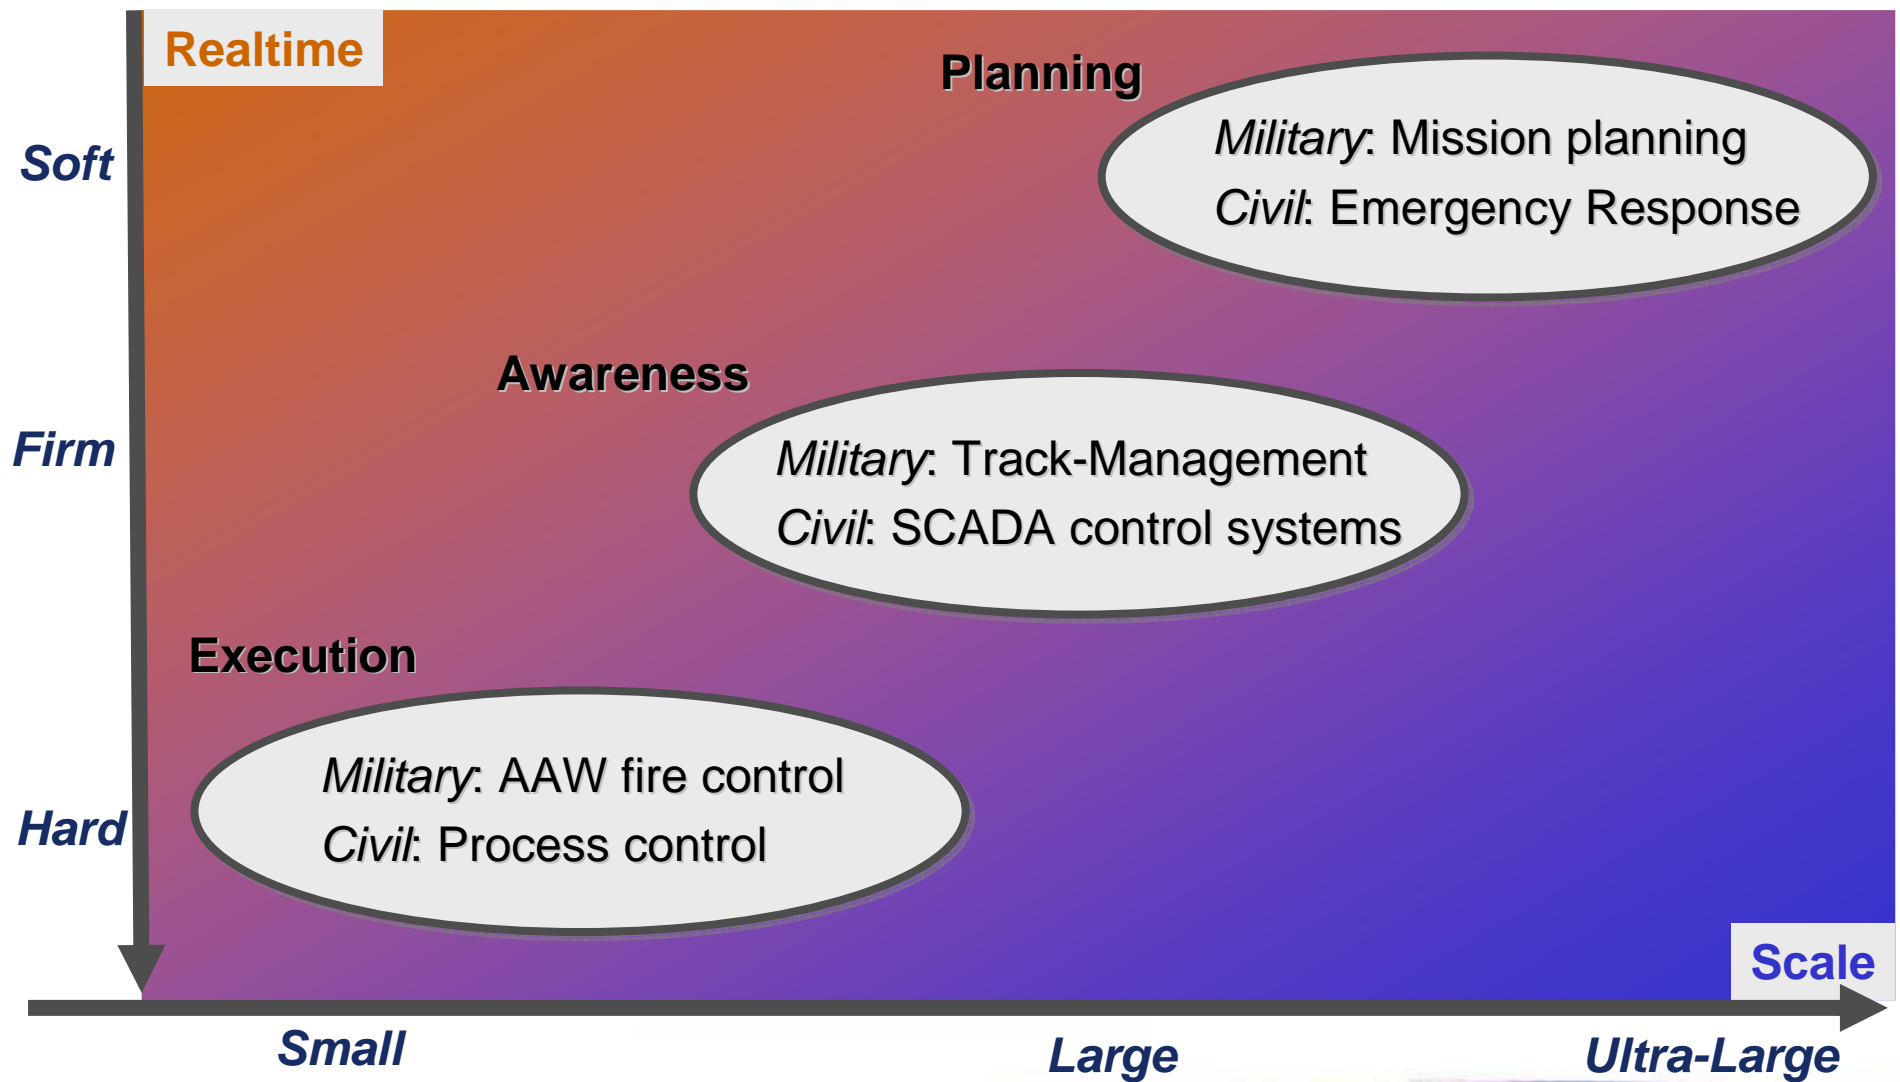 Realtime
Planning
Military: Mission planning
Civil: Emergency Response
Soft
Awareness
Military: Track-Management
Civil: SCADA control systems
Firm
Execution
Military: AAW fire control
Civil: Process control
Hard
Scale
Small
Large
Ultra-Large